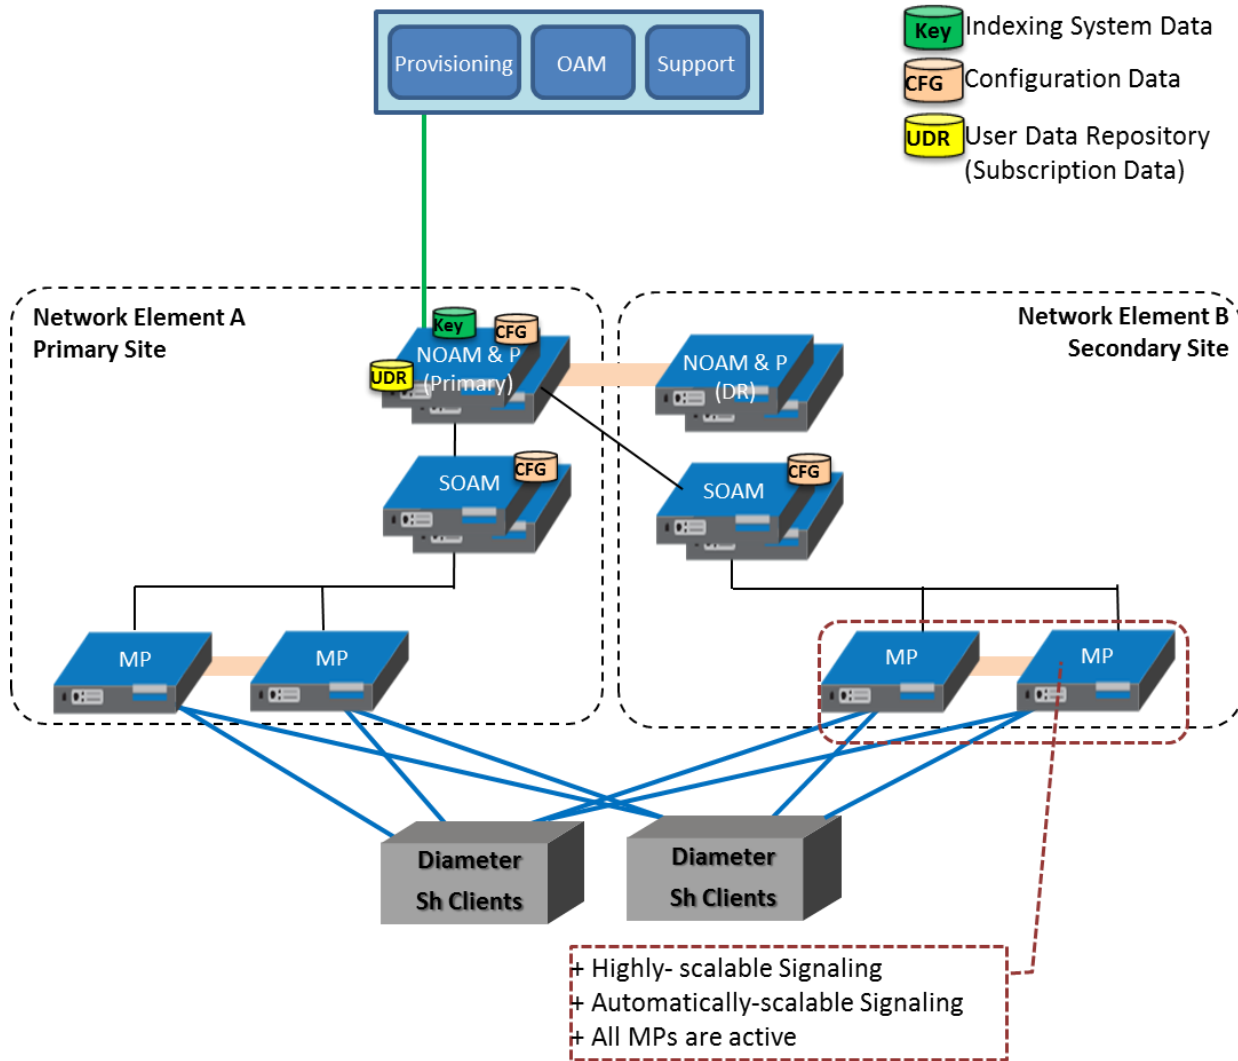 Provisioning
OAM
Support
Key Indexing System Data
CFG Configuration Data
UDR User Data Repository
(Subscription Data)
Network Element A
Primary Site
Network Element B
Secondary Site
Key
CFG
UDR
NOAM & P
(Primary)
NOAM & P
(DR)
SOAM
CFG
SOAM
CFG
MP
MP
MP
MP
Diameter
Sh Clients
Diameter
Sh Clients
+ Highly- scalable Signaling
+ Automatically-scalable Signaling
+ All MPs are active